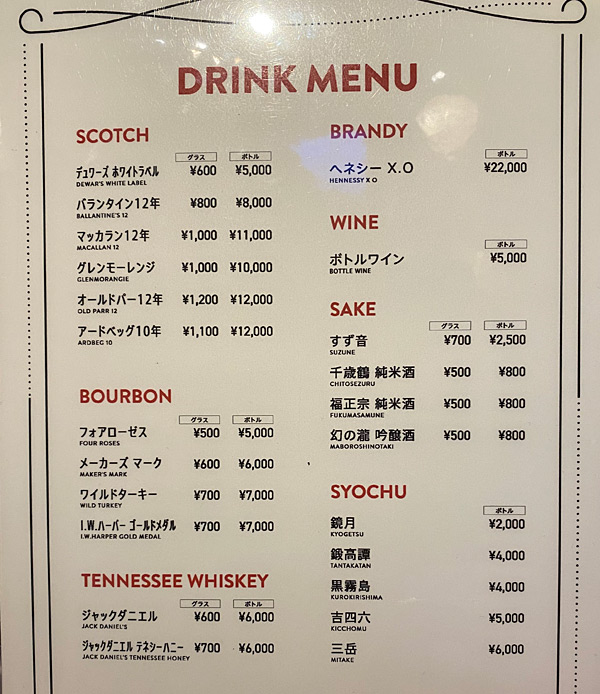 DRINK MENU
SCOTCH
グラス ボトル
デュワーズ ホワイトラベル ¥600 ¥5,000
DEWAR'S WHITE LABEL
バランタイン12年 ¥800 ¥8,000
BALLANTINE'S 12
マッカラン12年 ¥1,000 ¥11,000
MACALLAN 12
グレンモーレンジ ¥1,000 ¥10,000
GLENMORANGIE
オールドパー12年 ¥1,200 ¥12,000
OLD PARR 12
アードベッグ10年 ¥1,100 ¥12,000
ARDBEG 10
BOURBON
グラス ボトル
フォアローゼス ¥500 ¥5,000
FOUR ROSES
メーカーズ マーク ¥600 ¥6,000
MAKER'S MARK
ワイルドターキー ¥700 ¥7,000
WILD TURKEY
I.W.ハーパー ゴールドメダル ¥700 ¥7,000
I.W.HARPER GOLD MEDAL
TENNESSEE WHISKEY
グラス ボトル
ジャックダニエル ¥600 ¥6,000
JACK DANIEL'S
ジャックダニエル テネシーハニー ¥700 ¥6,000
JACK DANIEL'S TENNESSEE HONEY
BRANDY
ボトル
ヘネシー X.O ¥22,000
HENNESSY X O
WINE
ボトル
ボトルワイン ¥5,000
BOTTLE WINE
SAKE
グラス ボトル
すず音 ¥700 ¥2,500
SUZUNE
千歳鶴 純米酒 ¥500 ¥800
CHITOSEZURU
福正宗 純米酒 ¥500 ¥800
FUKUMASAMUNE
幻の瀧 吟醸酒 ¥500 ¥800
MABOROSHINOTAKI
SYOCHU
ボトル
鏡月 ¥2,000
KYOGETSU
鍛高譚 ¥4,000
TANTAKATAN
黒霧島 ¥4,000
KUROKIRISHIMA
吉四六 ¥5,000
KICCHOMU
三岳 ¥6,000
MITAKE